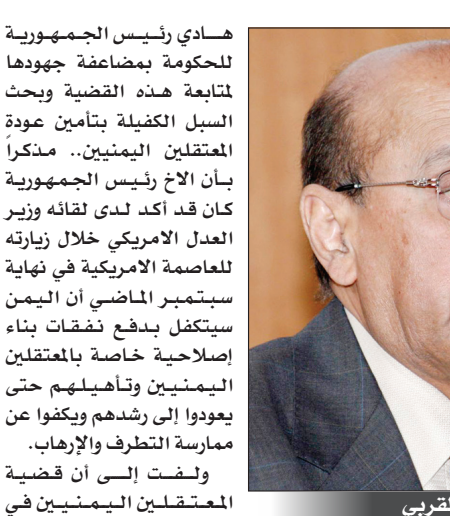 هادي رئيس الجمهورية
للحكومة بمضاعفة جهودها
لمتابعة هذه القضية وبحث
السبل الكفيلة بتأمين عودة
المعتقلين اليمنيين.. مذكراً
بأن الاخ رئيس الجمهورية
كان قد أكد لدى لقائه وزير
العدل الامريكي خلال زيارته
للعاصمة الامريكية في نهاية
سبتمبر الماضي أن اليمن
سيتكفل بدفع نفقات بناء
إصلاحية خاصة بالمعتقلين
اليمنيين وتأهيلهم حتى
يعودوا إلى رشدهم ويكفوا عن
ممارسة التطرف والإرهاب.
ولفت إلى أن قضية
المعتقلين اليمنيين في
القربي